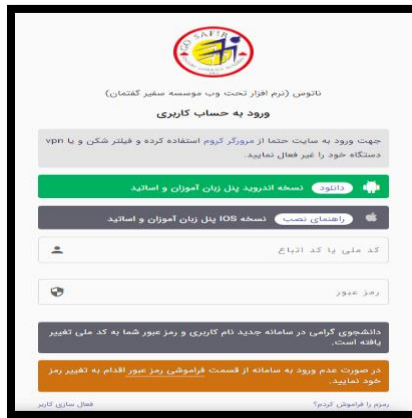 GO SAFIR
ناتوس (نرم افزار تحت وب موسسه سفیر گفتمان)
ورود به حساب کاربری
جهت ورود به سایت حتما از مرورگر کروم استفاده کرده و فیلتر شکن و یا vpn
دستگاه خود را غیر فعال نمایید.
دانلود نسخه اندروید پنل زبان آموزان و اساتید
راهنمای نصب نسخه IOS پنل زبان آموزان و اساتید
کد ملی یا کد اتباع
رمز عبور
دانشجوی گرامی در سامانه جدید نام کاربری و رمز عبور شما به کد ملی تغییر
یافته است.
در صورت عدم ورود به سامانه از قسمت فراموشی رمز عبور اقدام به تغییر رمز
خود نمایید.
رمزم را فراموش کردم؟
فعال سازی کاربر